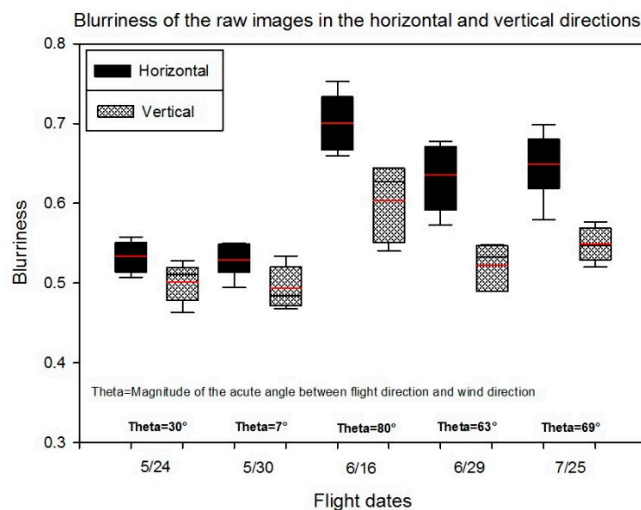 Blurriness of the raw images in the horizontal and vertical directions
0.8
Horizontal
Vertical
0.7
0.6
Blurriness
0.5
0.4
Theta=Magnitude of the acute angle between flight direction and wind direction
Theta=30° Theta=7° Theta=80° Theta=63° Theta=69°
0.3
5/24 5/30 6/16 6/29 7/25
Flight dates